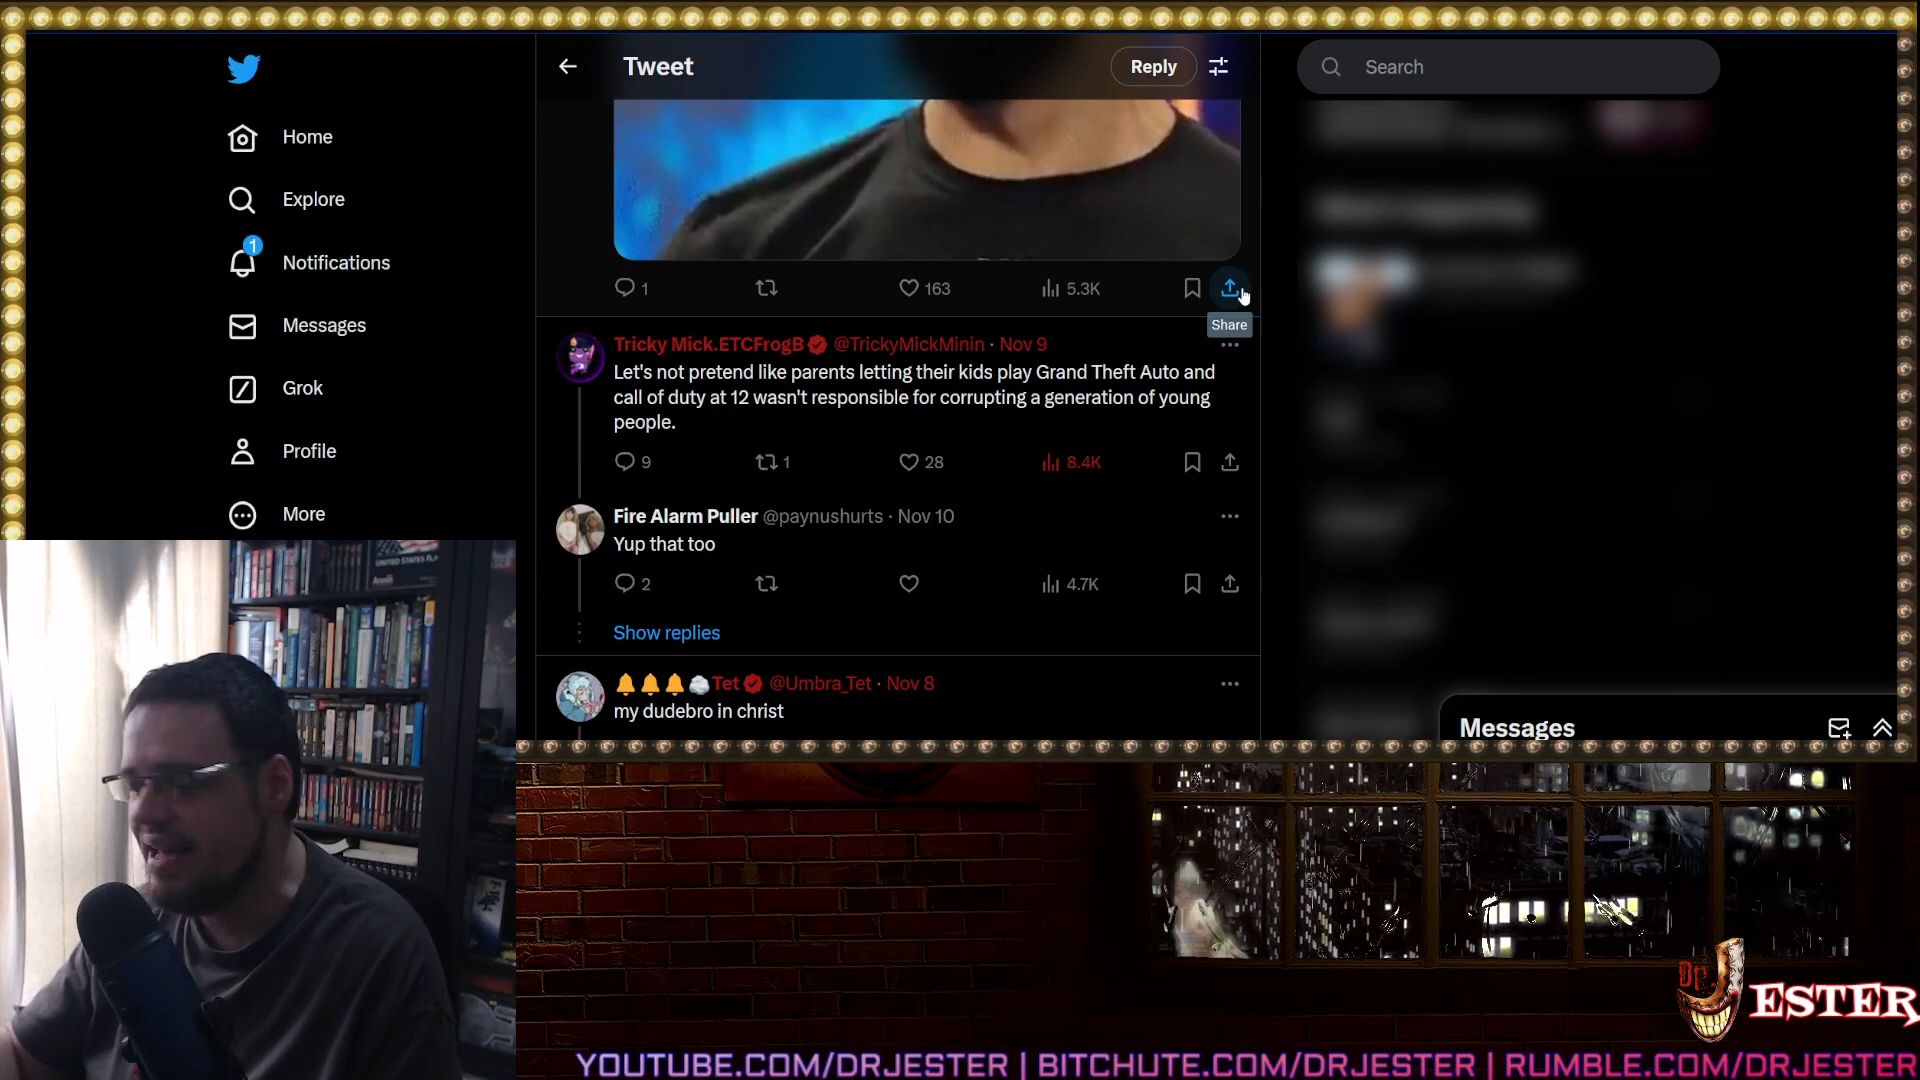 Tweet
Reply
Search
Home
Explore
1
Notifications
Messages
Grok
Profile
More
1
163
5.3K
Share
Tricky Mick.ETCFrogB @TrickyMickMinin · Nov 9
Let's not pretend like parents letting their kids play Grand Theft Auto and
call of duty at 12 wasn't responsible for corrupting a generation of young
people.
9
1
28
8.4K
Fire Alarm Puller @paynushurts · Nov 10
Yup that too
2
4.7K
Show replies
🔔🔔🔔Tet @Umbra_Tet · Nov 8
my dudebro in christ
Messages
UNITED STATES
Dr. JESTER
YOUTUBE.COM/DRJESTER | BITCHUTE.COM/DRJESTER | RUMBLE.COM/DRJESTER